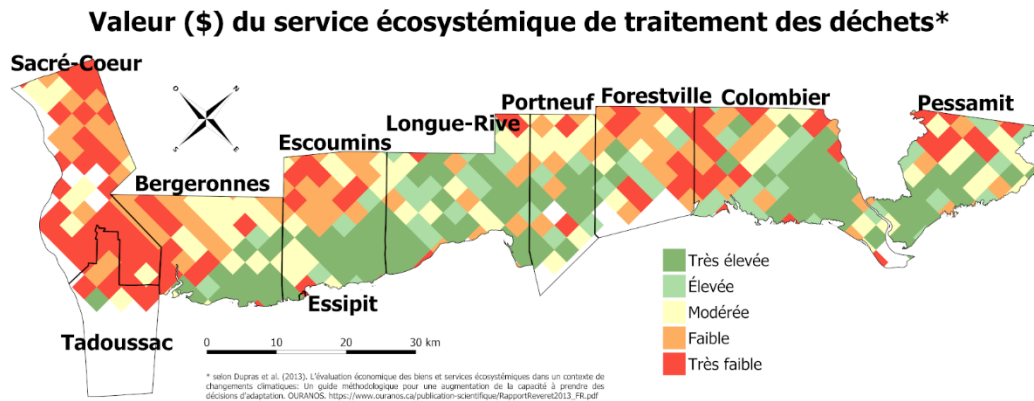 Valeur ($) du service écosystémique de traitement des déchets*
Sacré-Coeur
O
N
S
E
Bergeronnes
Escoumins
Longue-Rive
Portneuf
Forestville
Colombier
Pessamit
Essipit
Tadoussac
Très élevée
Élevée
Modérée
Faible
Très faible
0 10 20 30 km
* selon Dupras et al. (2013). L'évaluation économique des biens et services écosystémiques dans un contexte de
changements climatiques: Un guide méthodologique pour une augmentation de la capacité à prendre des
décisions d'adaptation. OURANOS. https://www.ouranos.ca/publication-scientifique/RapportReveret2013_FR.pdf